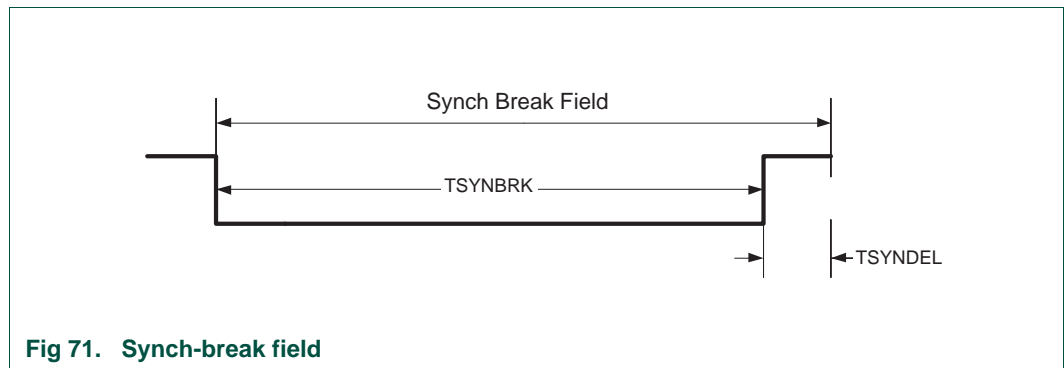 Synch Break Field
TSYNBRK
TSYNDEL
Fig 71. Synch-break field